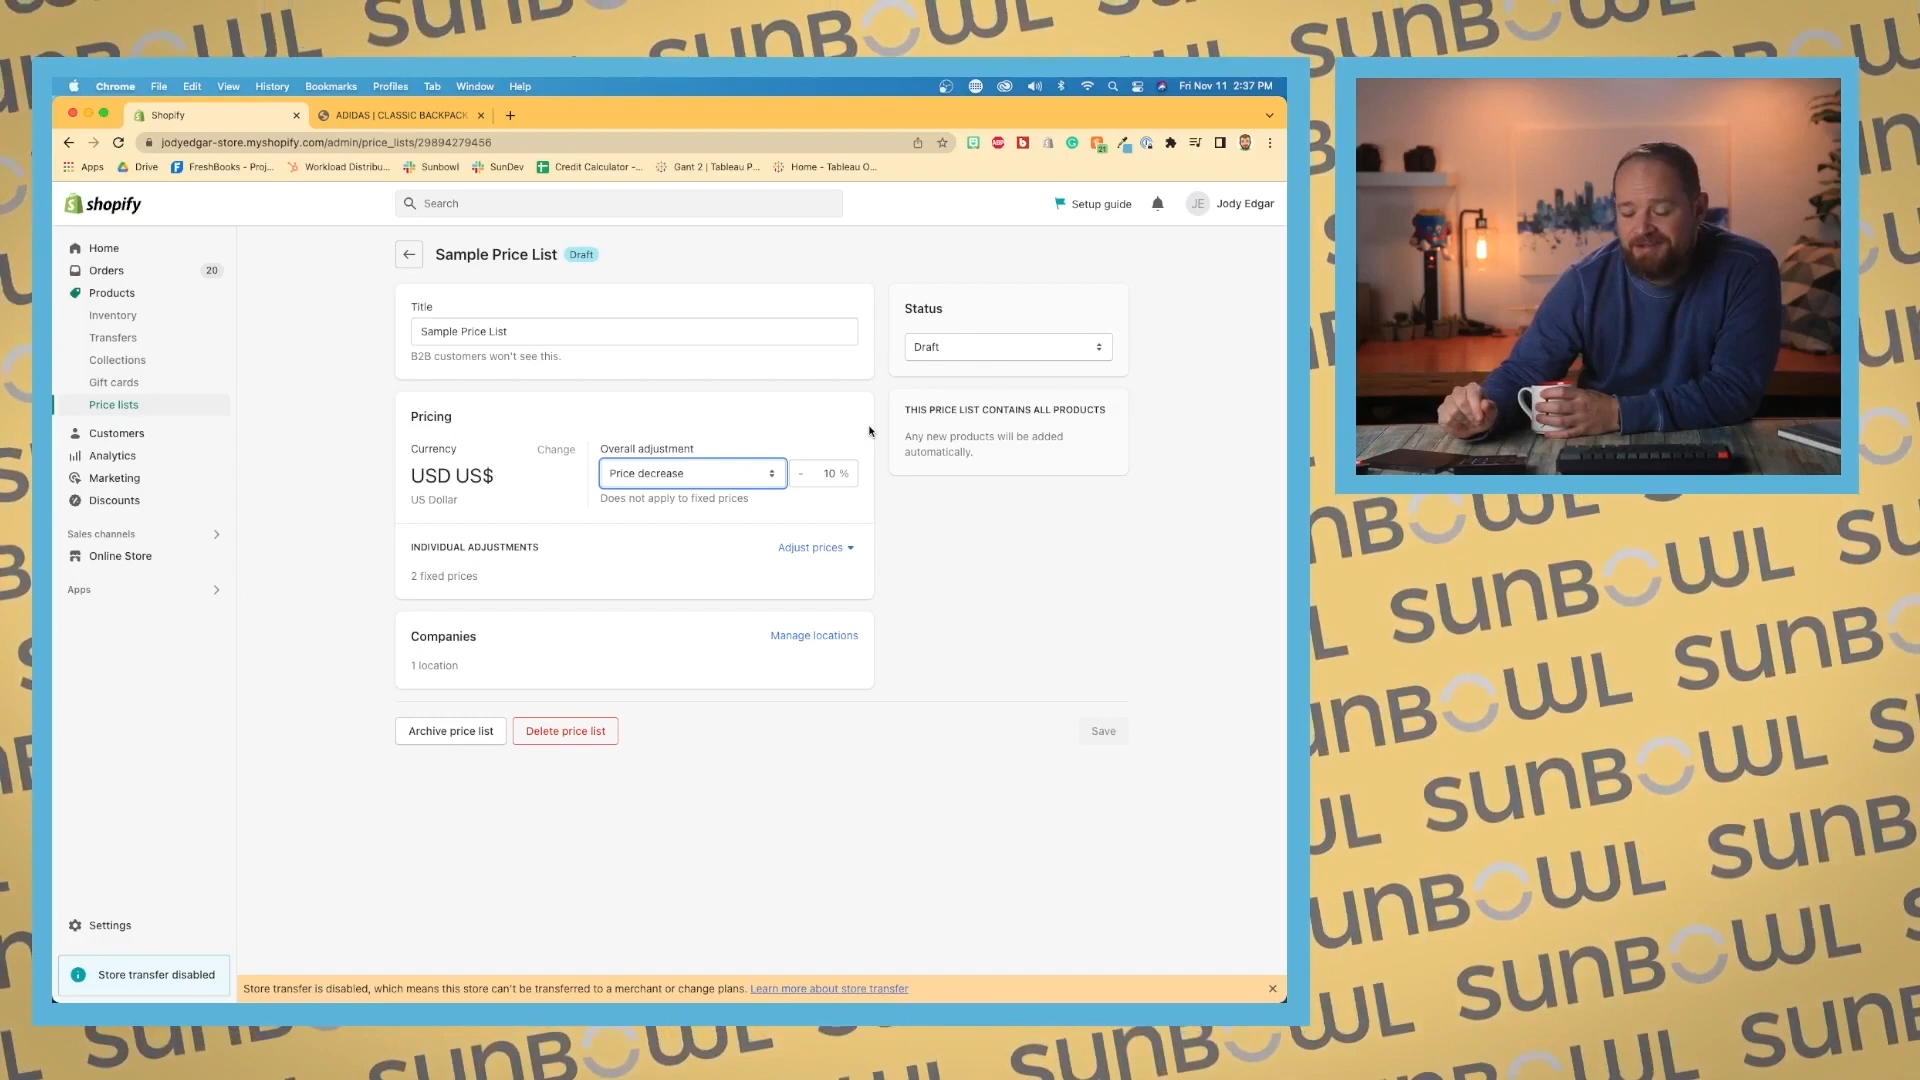 SUNBOWL
Chrome File Edit View History Bookmarks Profiles Tab Window Help Fri Nov 11 2:37 PM
Shopify
ADIDAS | CLASSIC BACKPACK
jodyedgar-store.myshopify.com/admin/price_lists/29894279456
Apps Drive FreshBooks - Proj... Workload Distribu... Sunbowl SunDev Credit Calculator -... Gant 2 | Tableau P... Home - Tableau O...
shopify
Search
Setup guide
JE Jody Edgar
Home
Orders 20
Products
Inventory
Transfers
Collections
Gift cards
Price lists
Customers
Analytics
Marketing
Discounts
Sales channels
Online Store
Apps
Settings
Store transfer disabled
Sample Price List Draft
Title
Sample Price List
B2B customers won't see this.
Status
Draft
Pricing
Currency Change
USD US$
US Dollar
Overall adjustment
Price decrease - 10 %
Does not apply to fixed prices
THIS PRICE LIST CONTAINS ALL PRODUCTS
Any new products will be added
automatically.
INDIVIDUAL ADJUSTMENTS Adjust prices
2 fixed prices
Companies Manage locations
1 location
Archive price list Delete price list Save
Store transfer is disabled, which means this store can't be transferred to a merchant or change plans. Learn more about store transfer
SUNBOWL
SUNBOWL
SUNBOWL
SUNBOWL